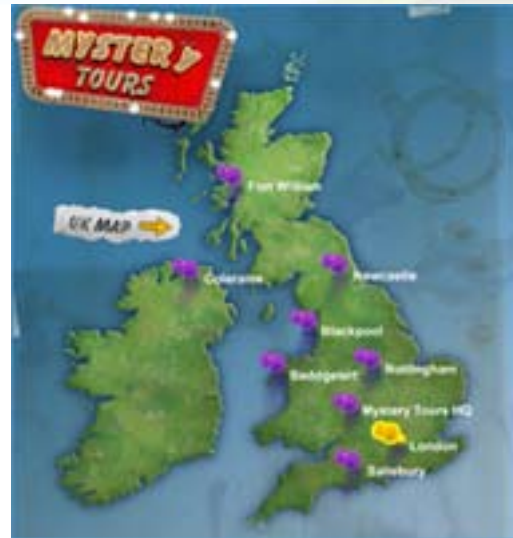 MYSTERY
TOURS
Fort William
UK MAP
Coleraine
Newcastle
Blackpool
Beddgelert
Nottingham
Mystery Tours HQ
London
Salisbury